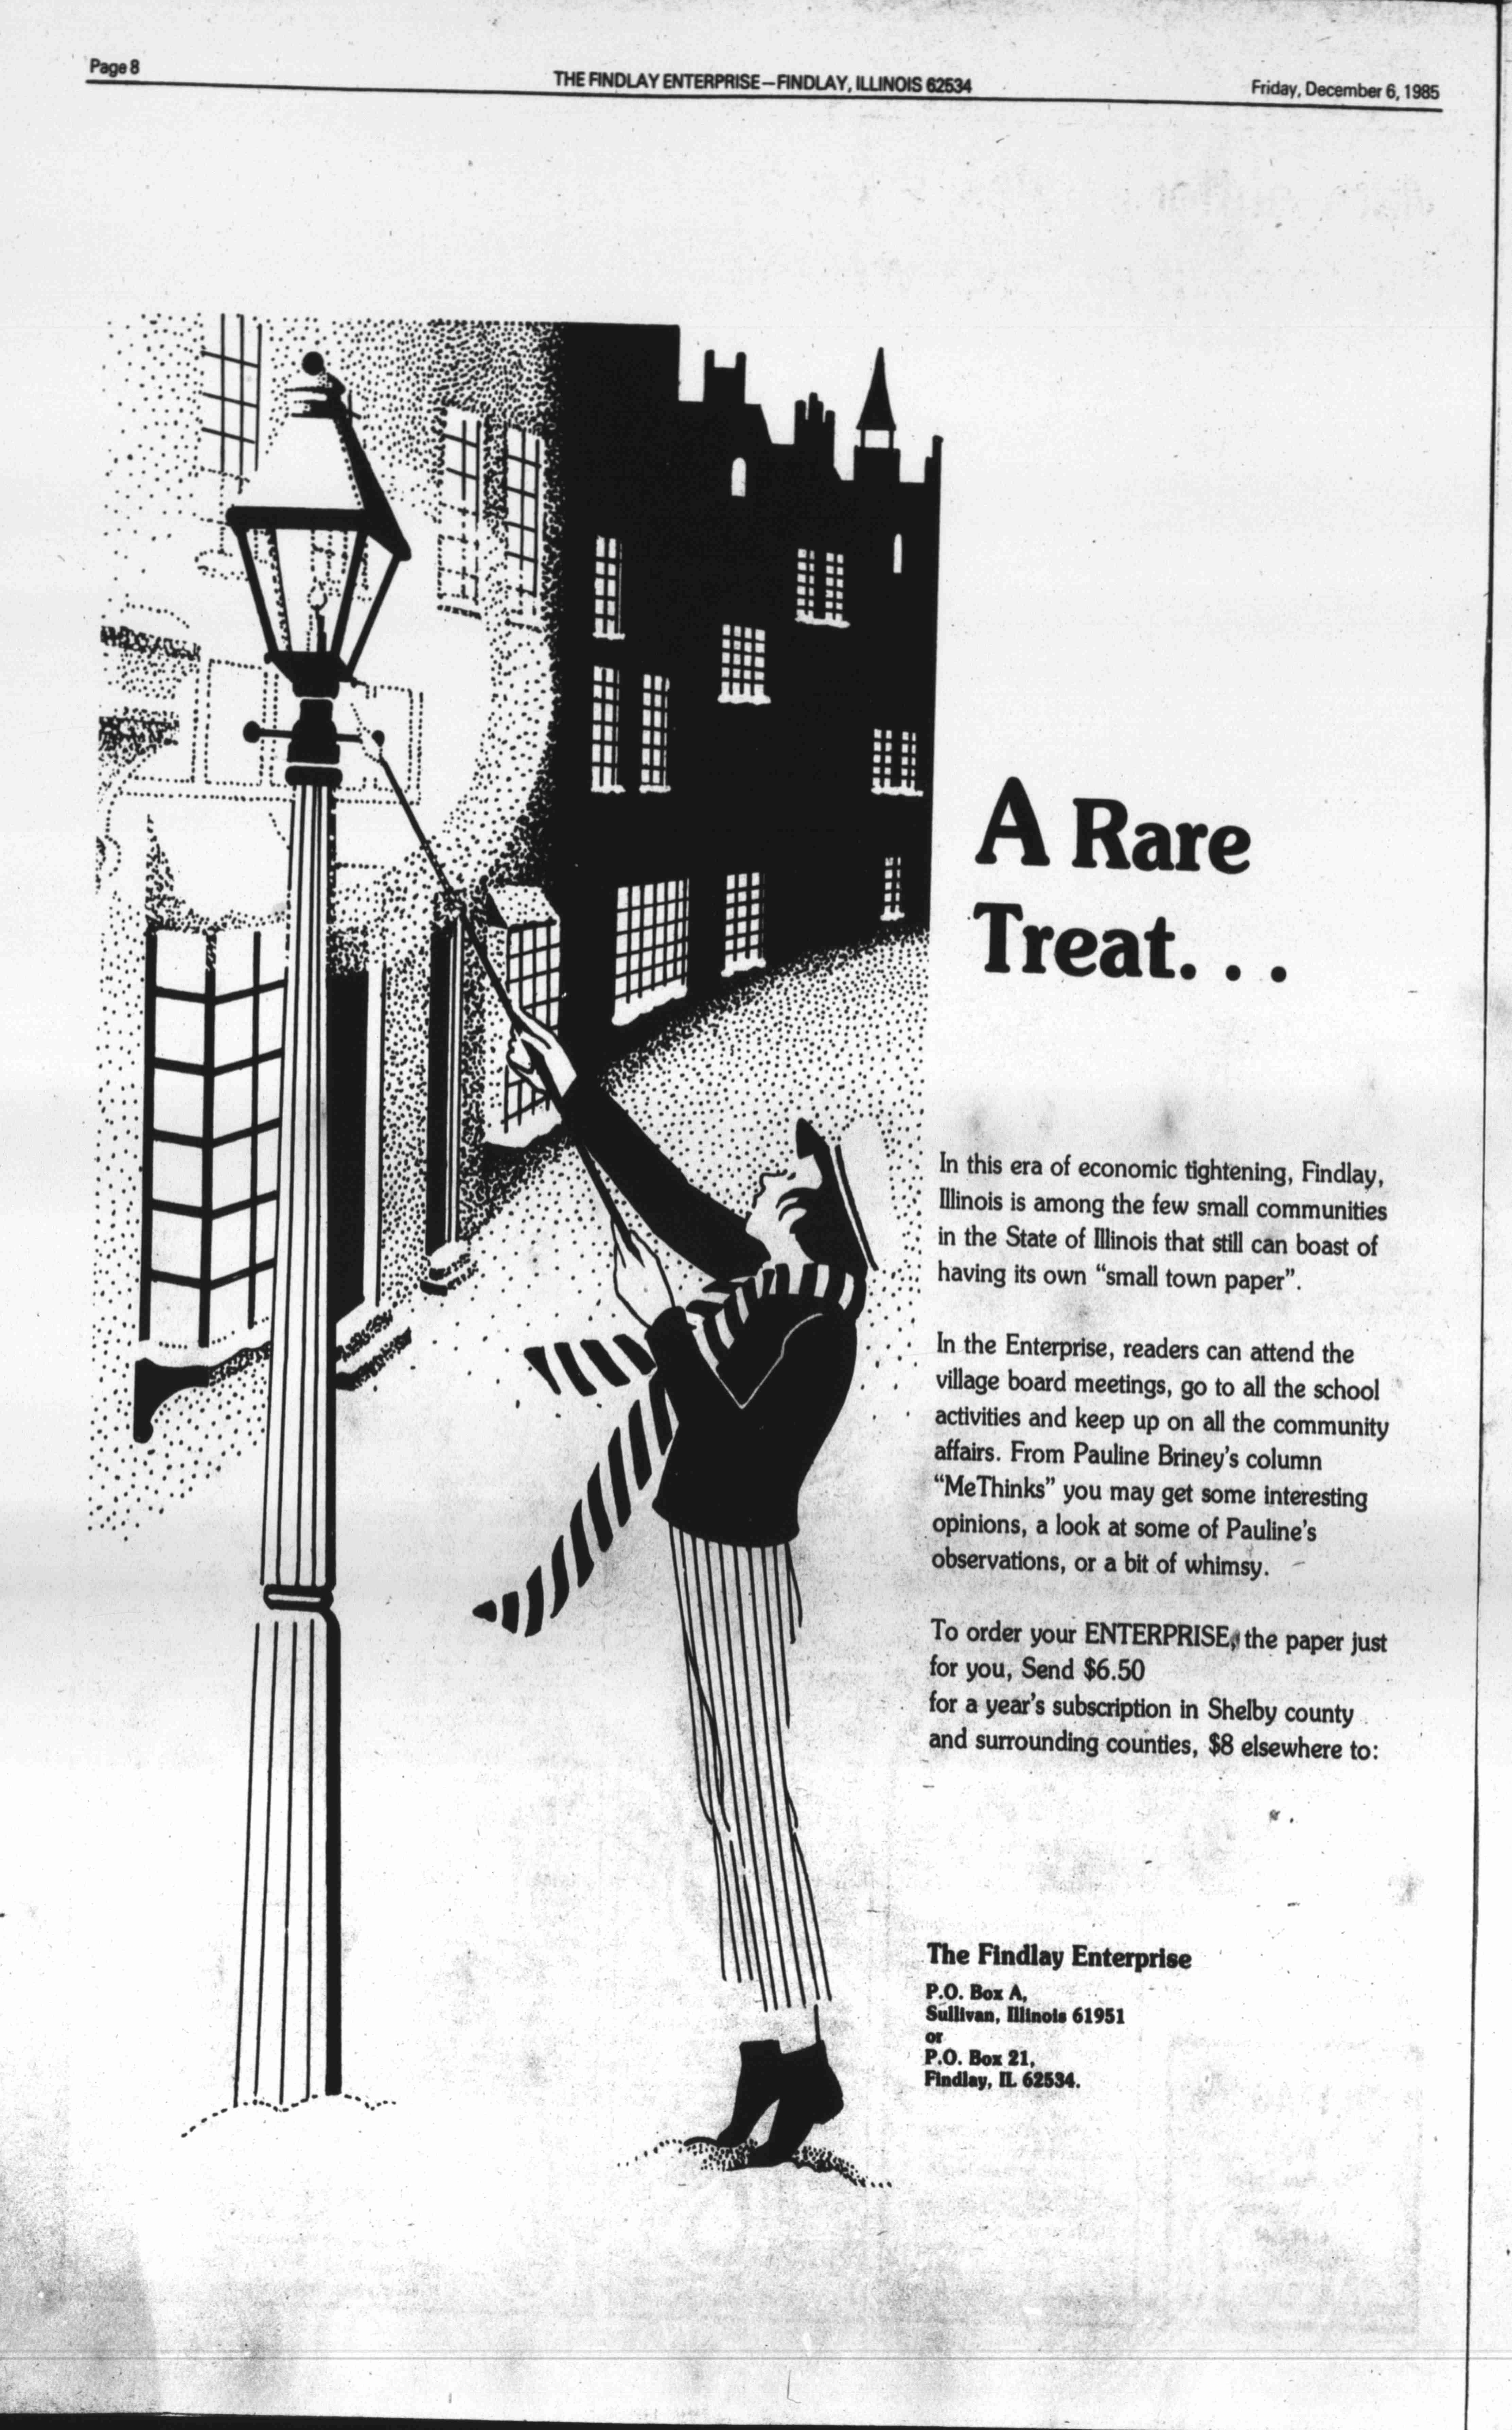 Page 8
THE FINDLAY ENTERPRISE—FINDLAY, ILLINOIS 62534
Friday, December 6, 1985
A Rare
Treat. . .
In this era of economic tightening, Findlay,
Illinois is among the few small communities
in the State of Illinois that still can boast of
having its own “small town paper”.
In the Enterprise, readers can attend the
village board meetings, go to all the school
activities and keep up on all the community
affairs. From Pauline Briney’s column
“MeThinks” you may get some interesting
opinions, a look at some of Pauline’s
observations, or a bit of whimsy.
To order your ENTERPRISE, the paper just
for you, Send $6.50
for a year’s subscription in Shelby county
and surrounding counties, $8 elsewhere to:
The Findlay Enterprise
P.O. Box A,
Sullivan, Illinois 61951
or
P.O. Box 21,
Findlay, IL 62534.